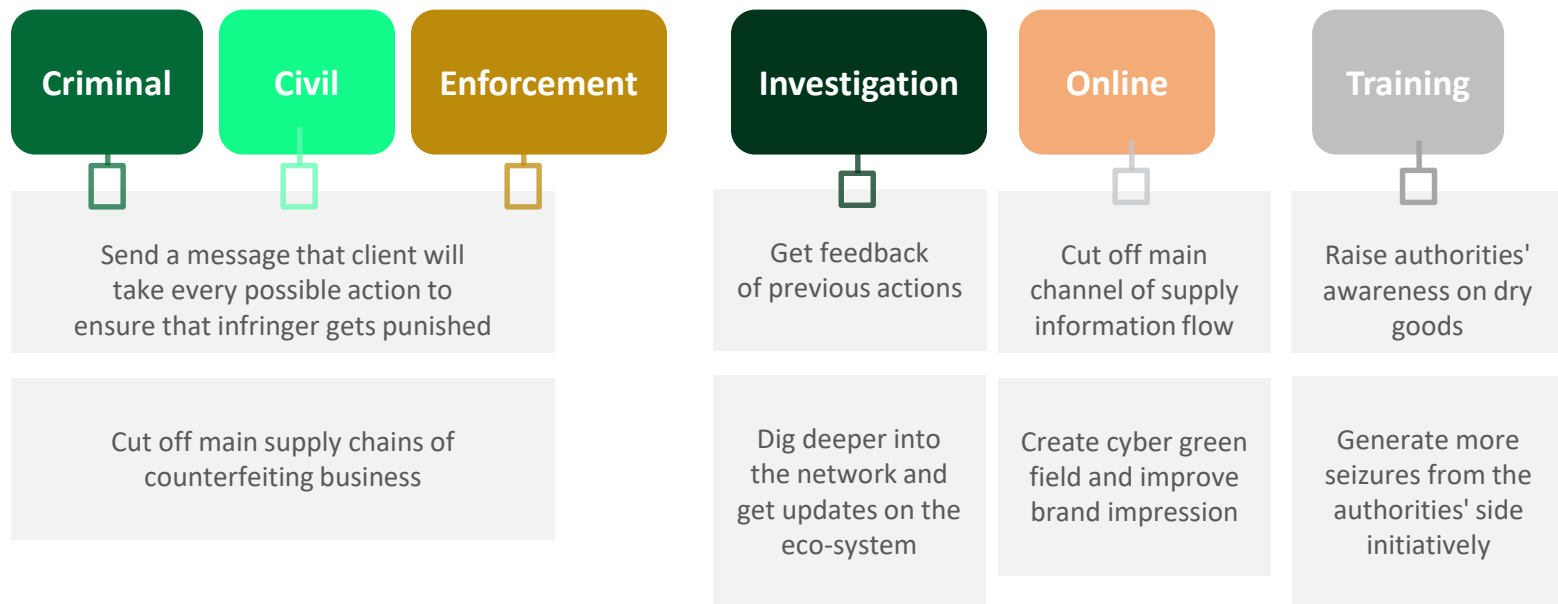 Criminal
Civil
Enforcement
Investigation
Online
Training
Send a message that client will
take every possible action to
ensure that infringer gets punished
Get feedback
of previous actions
Cut off main
channel of supply
information flow
Raise authorities'
awareness on dry
goods
Cut off main supply chains of
counterfeiting business
Dig deeper into
the network and
get updates on the
eco-system
Create cyber green
field and improve
brand impression
Generate more
seizures from the
authorities' side
initiatively